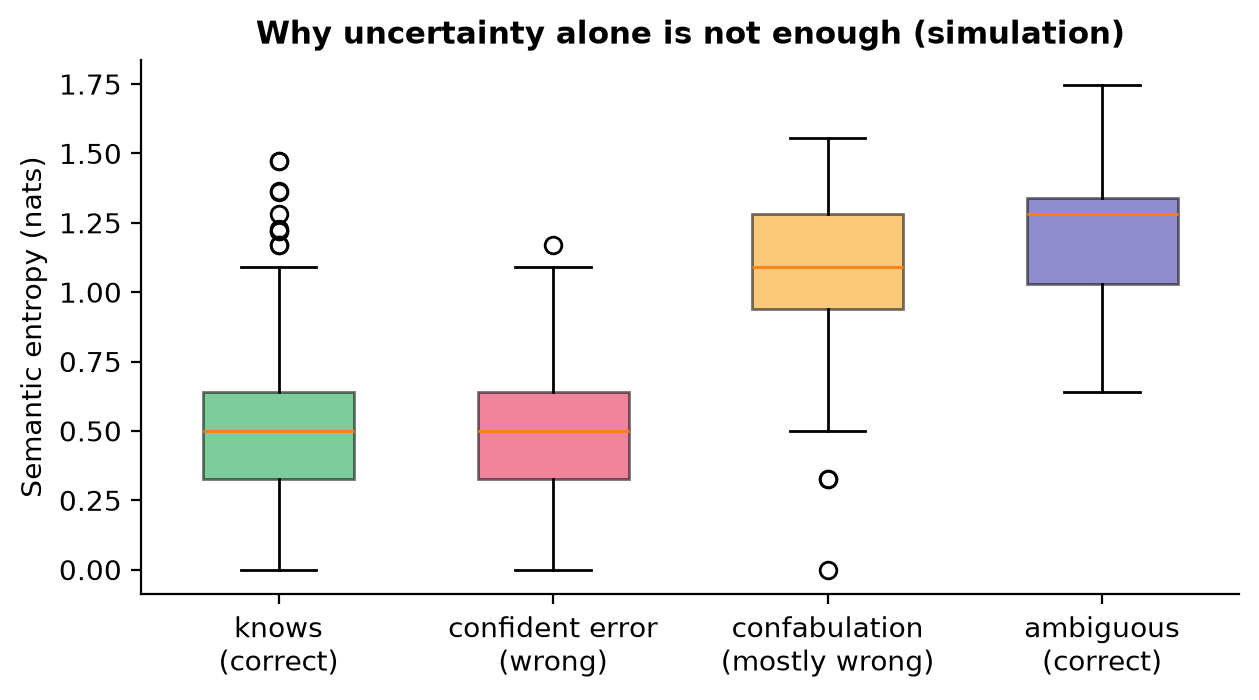 Why uncertainty alone is not enough (simulation)
Semantic entropy (nats)
1.75
1.50
1.25
1.00
0.75
0.50
0.25
0.00
knows
(correct)
confident error
(wrong)
confabulation
(mostly wrong)
ambiguous
(correct)